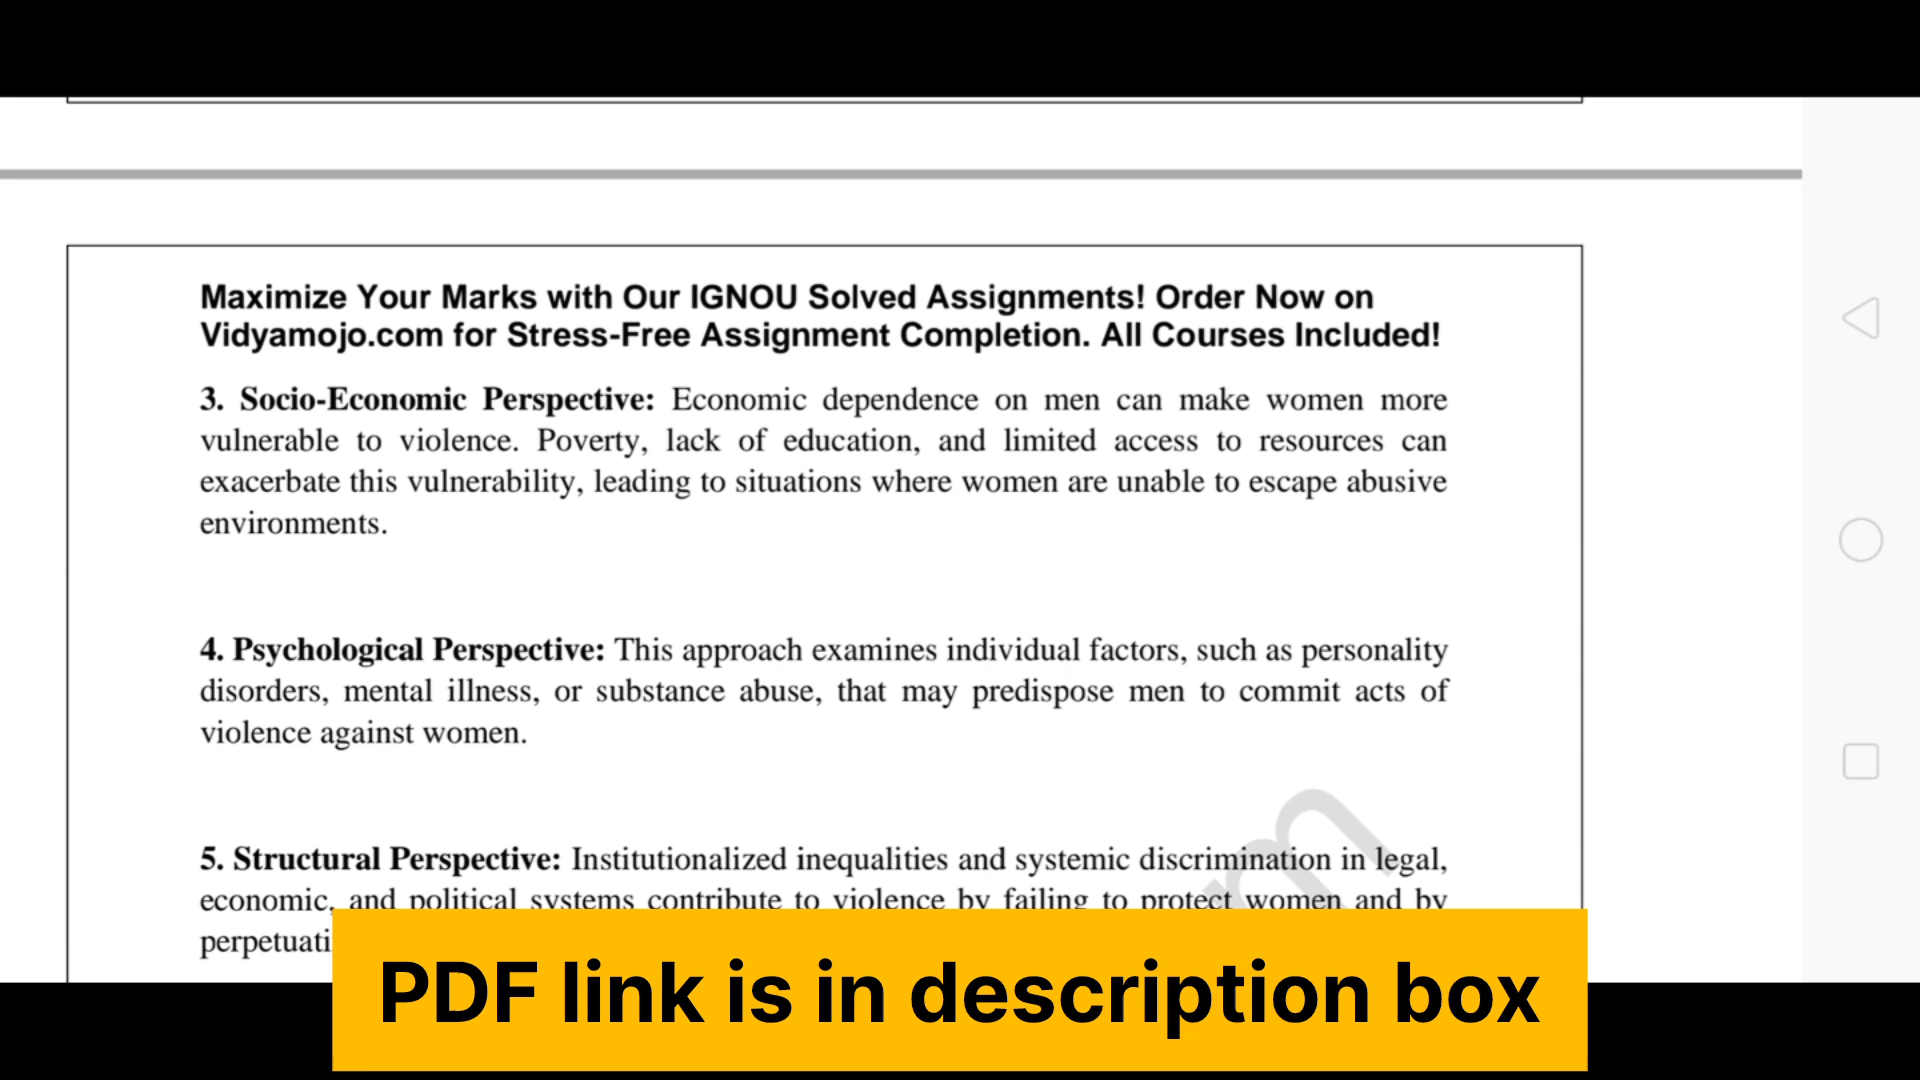 Maximize Your Marks with Our IGNOU Solved Assignments! Order Now on
Vidyamojo.com for Stress-Free Assignment Completion. All Courses Included!
3. Socio-Economic Perspective: Economic dependence on men can make women more
vulnerable to violence. Poverty, lack of education, and limited access to resources can
exacerbate this vulnerability, leading to situations where women are unable to escape abusive
environments.
4. Psychological Perspective: This approach examines individual factors, such as personality
disorders, mental illness, or substance abuse, that may predispose men to commit acts of
violence against women.
5. Structural Perspective: Institutionalized inequalities and systemic discrimination in legal,
economic, and political systems contribute to violence by failing to protect women and by
PDF link is in description box